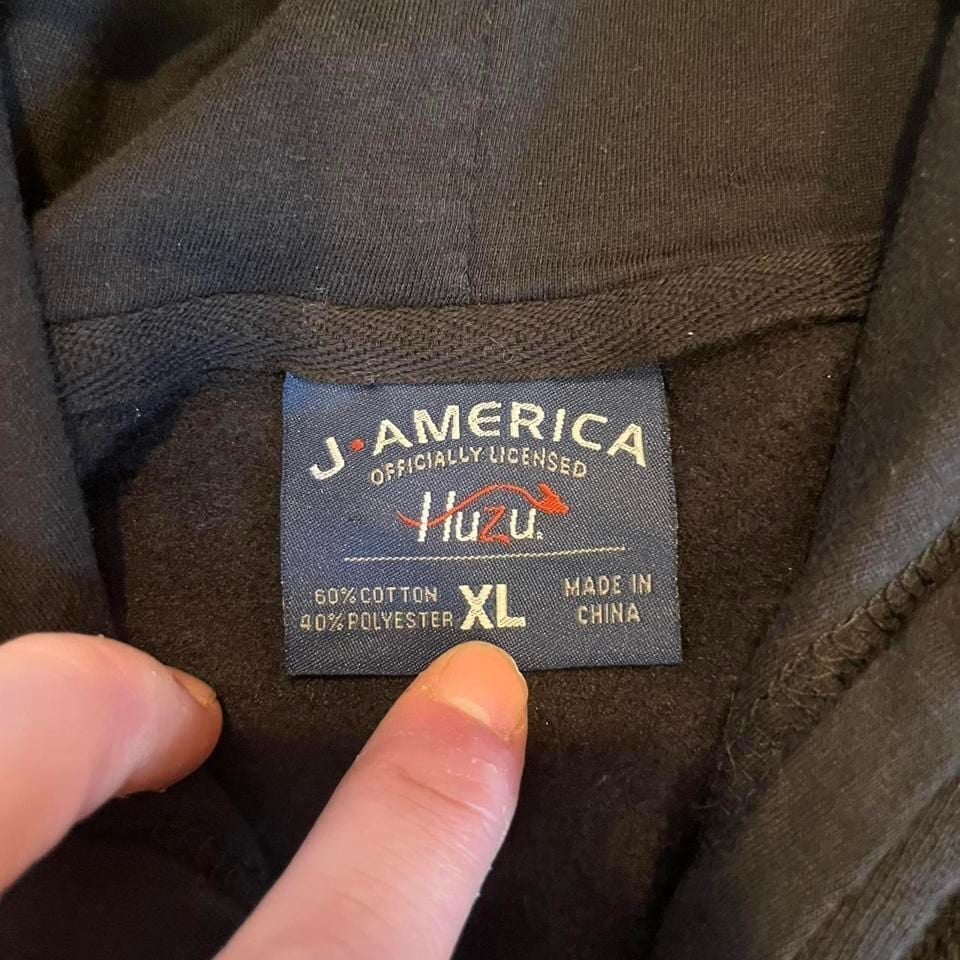 J·AMERICA
OFFICIALLY LICENSED
HuZu®
60%COTTON
40%POLYESTER
XL
MADE IN
CHINA